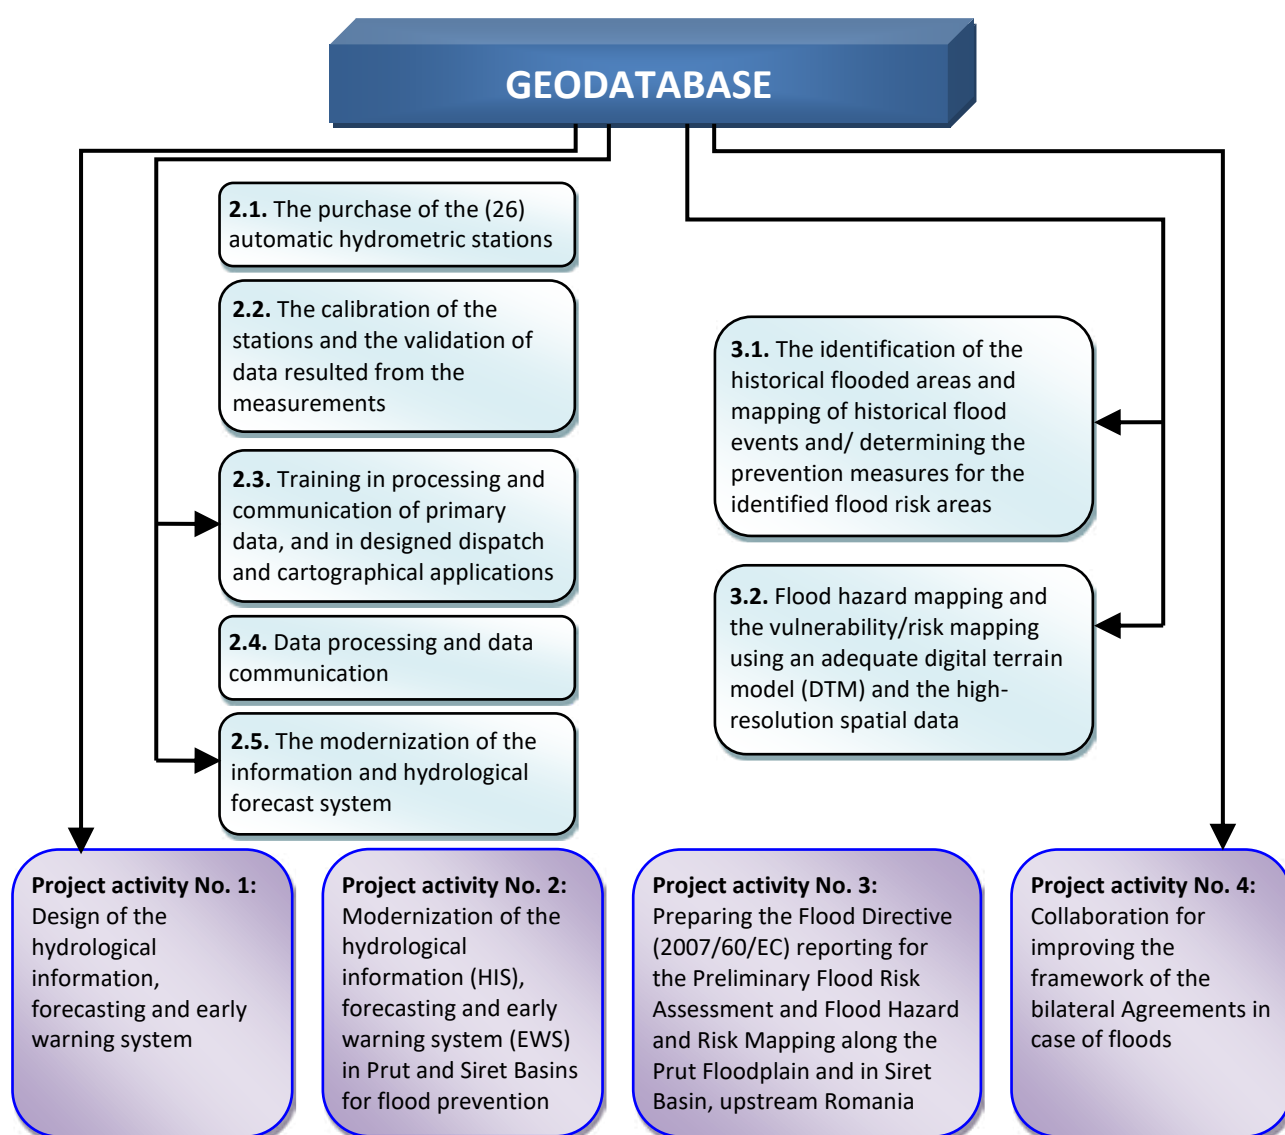 GEODATABASE
2.1. The purchase of the (26)
automatic hydrometric stations
2.2. The calibration of the
stations and the validation of
data resulted from the
measurements
2.3. Training in processing and
communication of primary
data, and in designed dispatch
and cartographical applications
2.4. Data processing and data
communication
2.5. The modernization of the
information and hydrological
forecast system
3.1. The identification of the
historical flooded areas and
mapping of historical flood
events and/ determining the
prevention measures for the
identified flood risk areas
3.2. Flood hazard mapping and
the vulnerability/risk mapping
using an adequate digital terrain
model (DTM) and the high-
resolution spatial data
Project activity No. 1:
Design of the
hydrological
information,
forecasting and early
warning system
Project activity No. 2:
Modernization of the
hydrological
information (HIS),
forecasting and early
warning system (EWS)
in Prut and Siret Basins
for flood prevention
Project activity No. 3:
Preparing the Flood Directive
(2007/60/EC) reporting for
the Preliminary Flood Risk
Assessment and Flood Hazard
and Risk Mapping along the
Prut Floodplain and in Siret
Basin, upstream Romania
Project activity No. 4:
Collaboration for
improving the
framework of the
bilateral Agreements in
case of floods